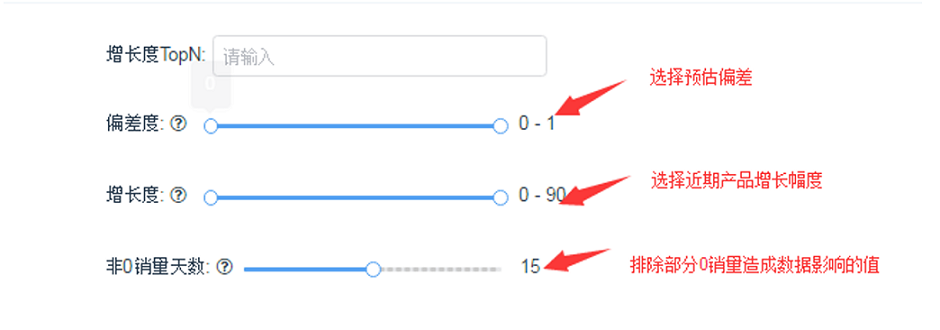 增长度TopN: 请输入
0
选择预估偏差
偏差度: 0 - 1
选择近期产品增长幅度
增长度: 0 - 90
非0销量天数: 15 排除部分0销量造成数据影响的值